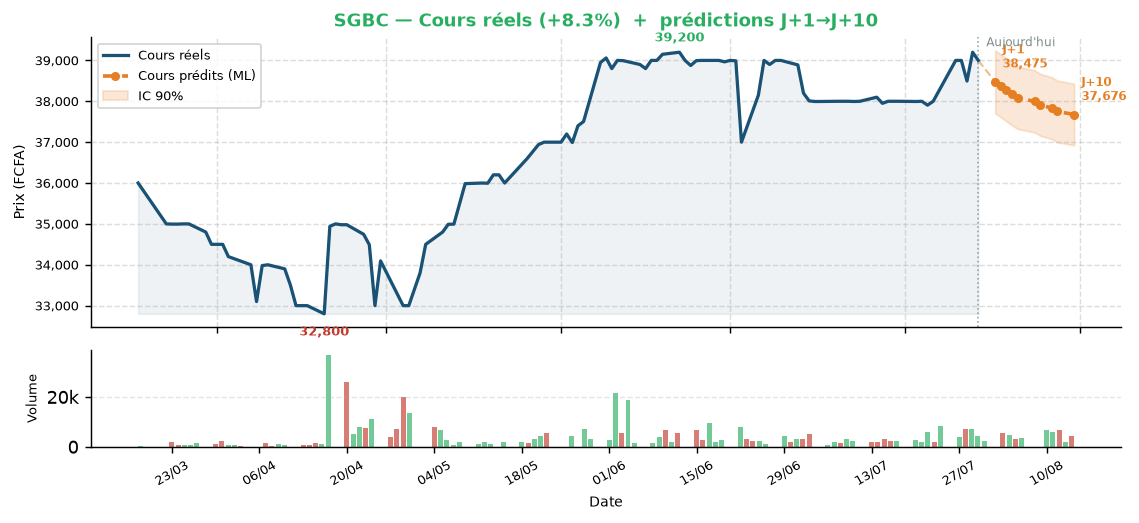 SGBC — Cours réels (+8.3%)  +  prédictions J+1→J+10
39,200
Aujourd'hui
Cours réels
Cours prédits (ML)
IC 90%
J+1
38,475
J+10
37,676
39,000
38,000
37,000
36,000
35,000
34,000
33,000
Prix (FCFA)
32,800
20k
0
Volume
23/03
06/04
20/04
04/05
18/05
01/06
15/06
29/06
13/07
27/07
10/08
Date